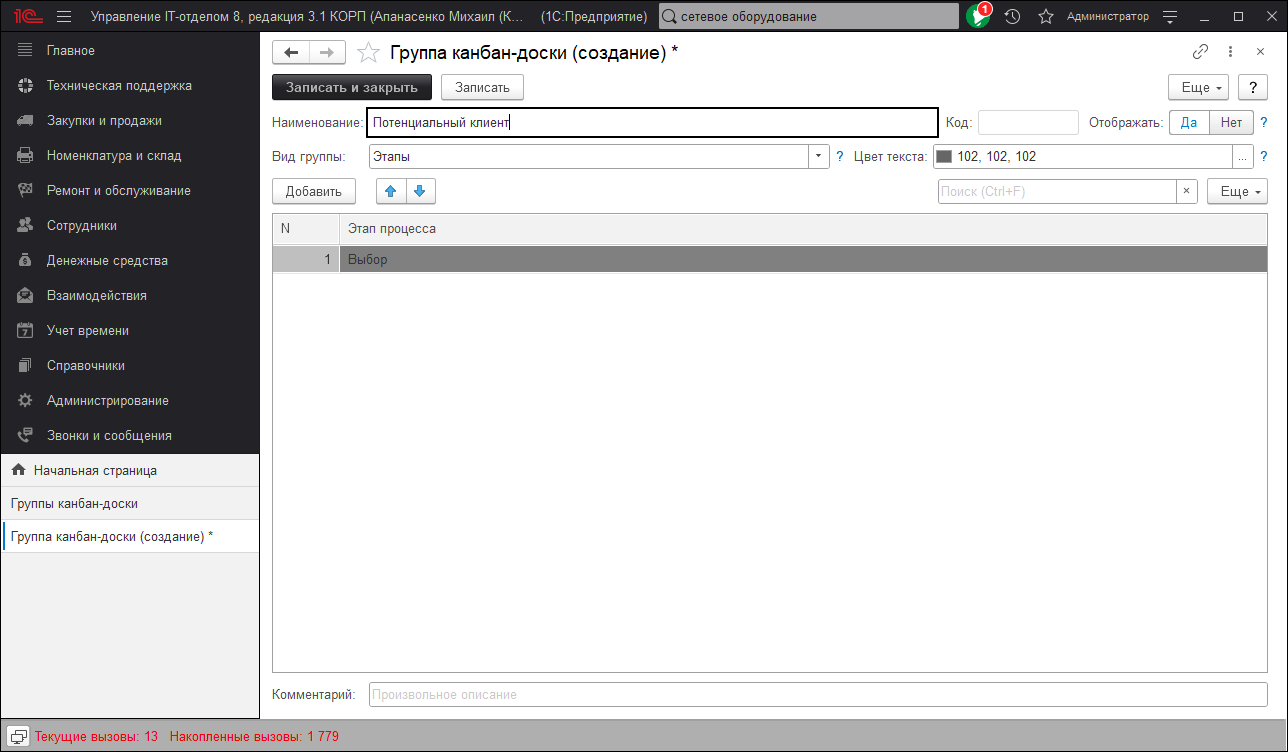 1С Управление IT-отделом 8, редакция 3.1 КОРП (Апанасенко Михаил (К... (1С:Предприятие) сетевое оборудование 1 Администратор
Главное
Техническая поддержка
Закупки и продажи
Номенклатура и склад
Ремонт и обслуживание
Сотрудники
Денежные средства
Взаимодействия
7 Учет времени
Справочники
Администрирование
Звонки и сообщения
Начальная страница
Группы канбан-доски
Группа канбан-доски (создание) *
Группа канбан-доски (создание) *
Записать и закрыть Записать Еще ?
Наименование: Потенциальный клиент Код: Отображать: Да Нет ?
Вид группы: Этапы ? Цвет текста: 102, 102, 102 ... ?
Добавить Поиск (Ctrl+F) × Еще
N Этап процесса
1 Выбор
Комментарий: Произвольное описание
Текущие вызовы: 13 Накопленные вызовы: 1 779